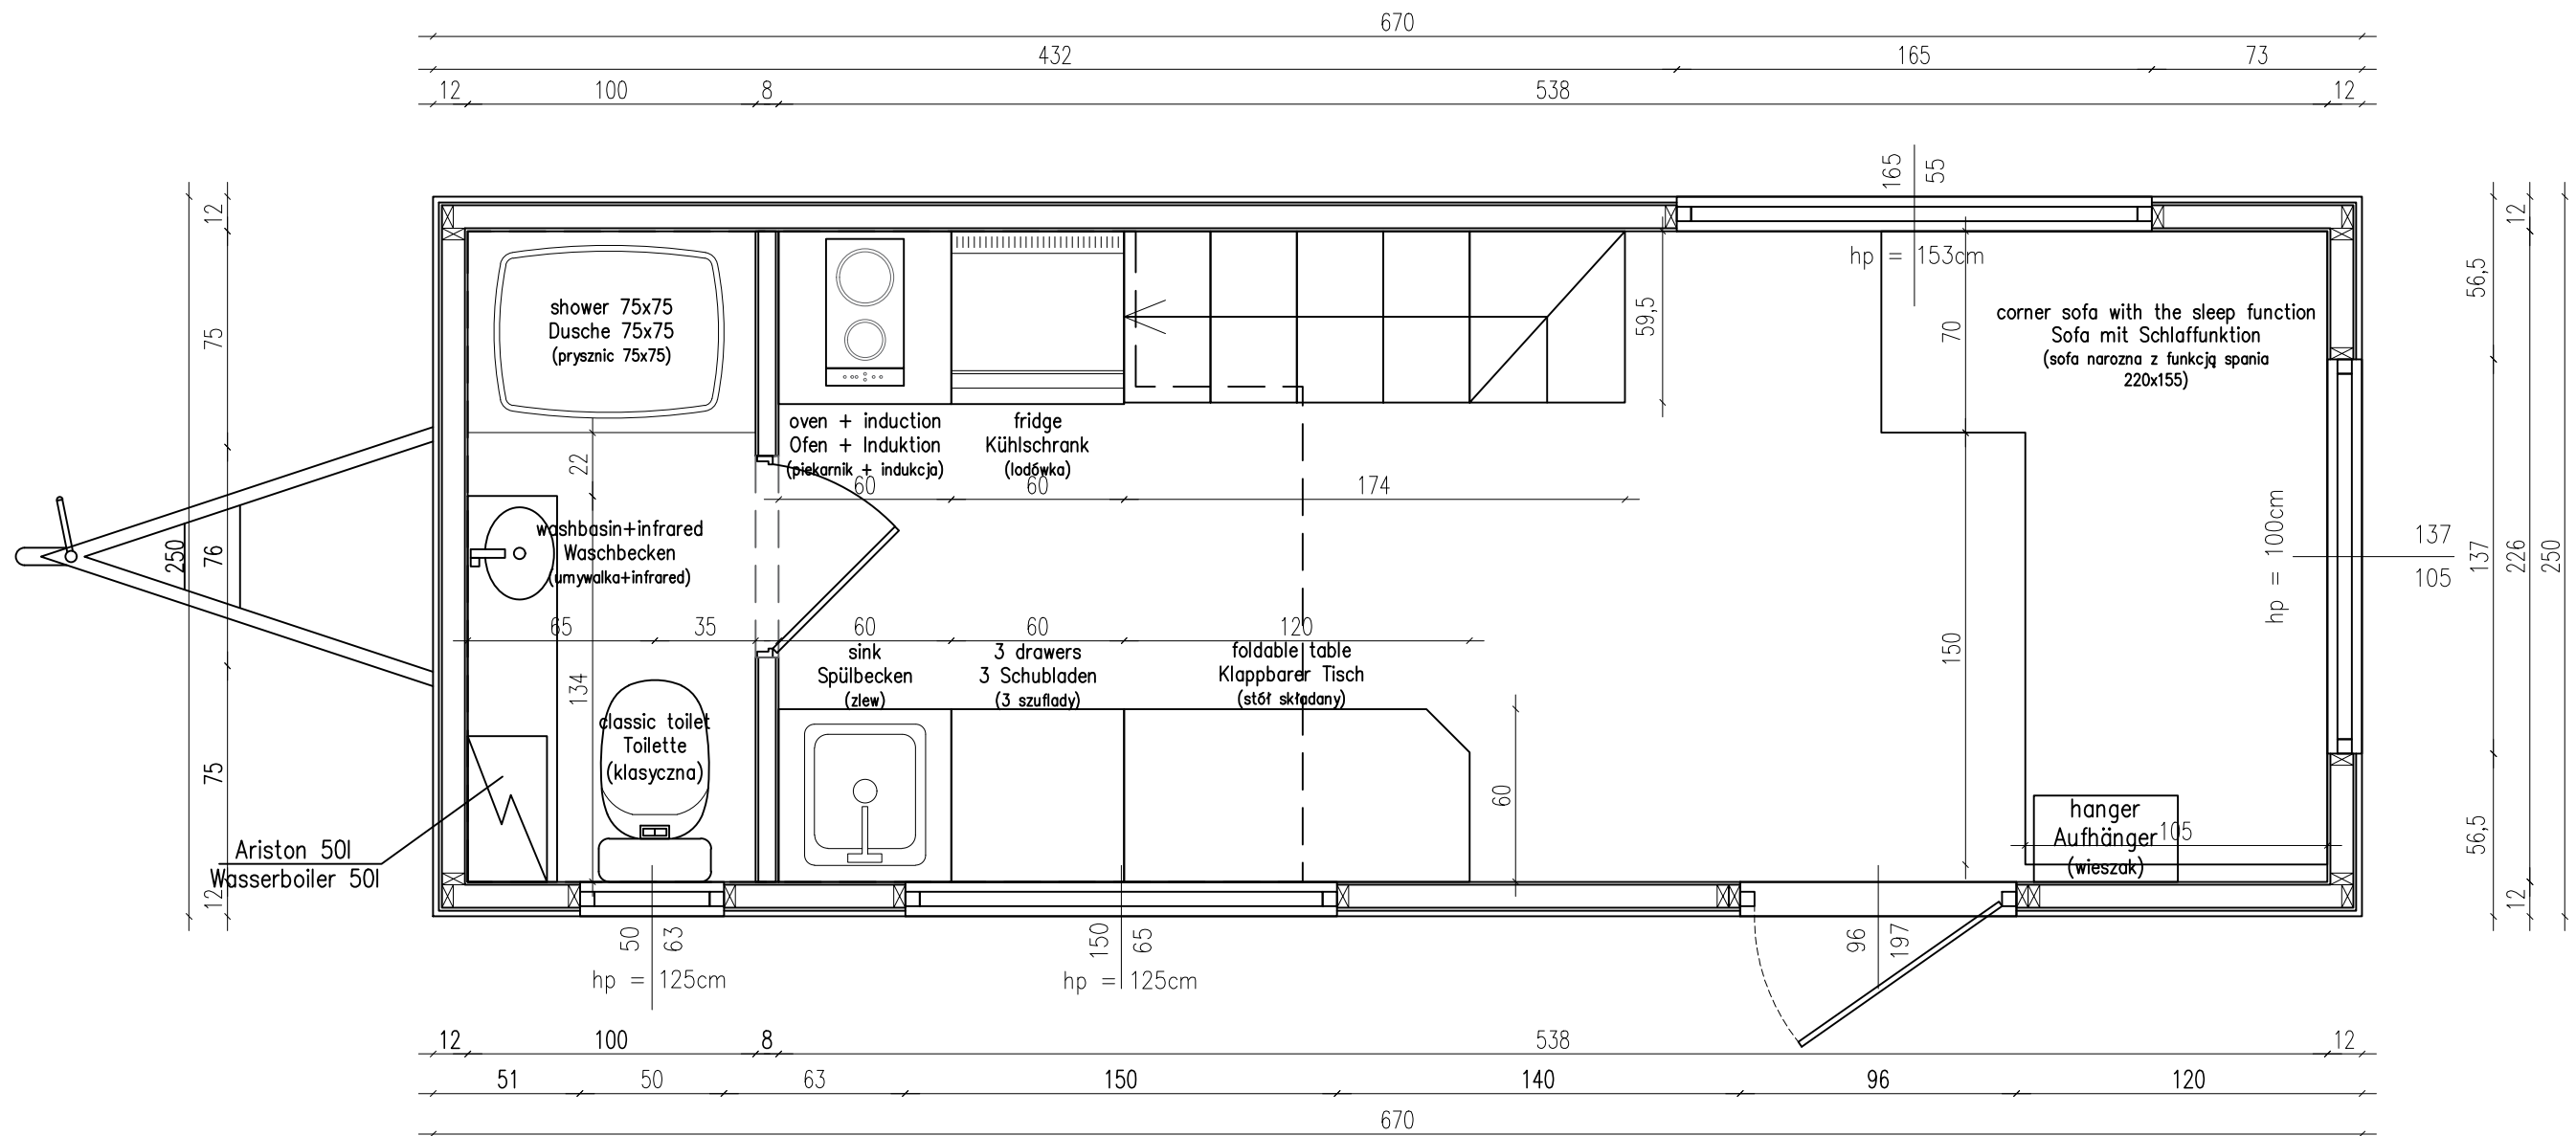 670
432 165 73
12 100 8 538 12
165 55
hp = 153cm
12
75
250
76
75
12
shower 75x75
Dusche 75x75
(prysznic 75x75)
oven + induction
Ofen + Induktion
(piekarnik + indukcja)
fridge
Kühlschrank
(lodówka)
59,5
70
corner sofa with the sleep function
Sofa mit Schlaffunktion
(sofa narozna z funkcją spania
220x155)
56,5
12
22
60 60 174
washbasin+infrared
Waschbecken
(umywalka+infrared)
hp = 100cm
137
105
137
226
250
65 35 60 60 120
134
150
sink
Spülbecken
(zlew)
3 drawers
3 Schubladen
(3 szuflady)
foldable table
Klappbarer Tisch
(stół składany)
classic toilet
Toilette
(klasyczna)
60
hanger
Aufhänger
(wieszak)
105
56,5
12
Ariston 50l
Wasserboiler 50l
50 63
hp = 125cm
150 65
hp = 125cm
96 197
12 100 8 538 12
51 50 63 150 140 96 120
670